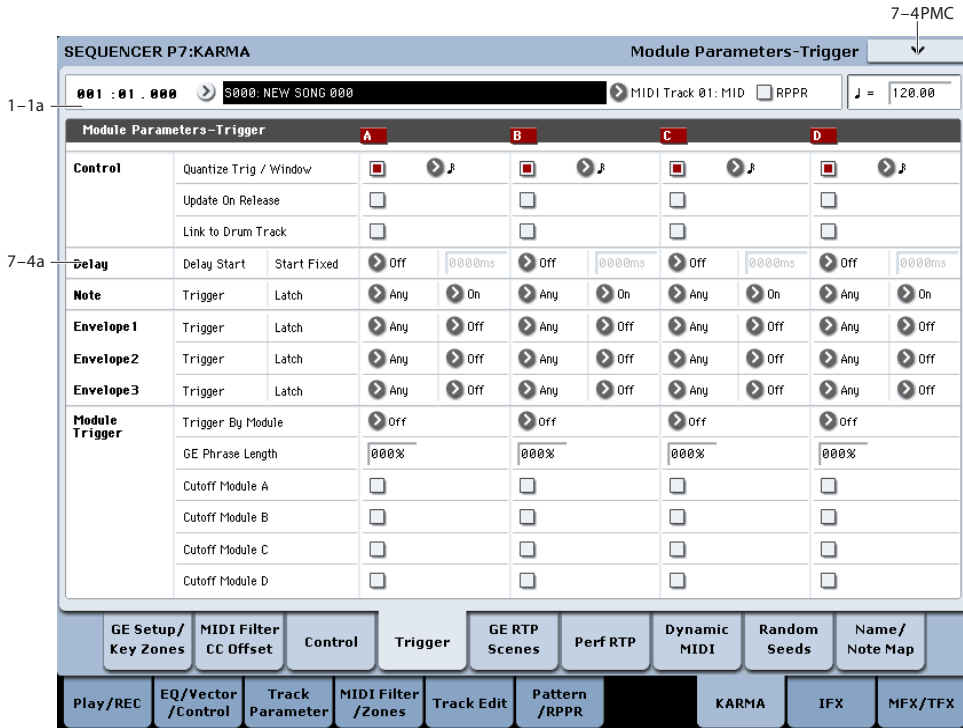 7–4PMC
SEQUENCER P7:KARMA
Module Parameters-Trigger
1–1a
001 :01 . 000
S000: NEW SONG 000
MIDI Track 01: MID
RPPR
♩ = 120.00
Module Parameters-Trigger
A
B
C
D
Control
Quantize Trig / Window
Update On Release
Link to Drum Track
7–4a
Delay
Delay Start
Start Fixed
Off
0000ms
Off
0000ms
Off
0000ms
Off
0000ms
Note
Trigger
Latch
Any
On
Any
On
Any
On
Any
On
Envelope1
Trigger
Latch
Any
Off
Any
Off
Any
Off
Any
Off
Envelope2
Trigger
Latch
Any
Off
Any
Off
Any
Off
Any
Off
Envelope3
Trigger
Latch
Any
Off
Any
Off
Any
Off
Any
Off
Module
Trigger
Trigger By Module
Off
Off
Off
Off
GE Phrase Length
000%
000%
000%
000%
Cutoff Module A
Cutoff Module B
Cutoff Module C
Cutoff Module D
GE Setup/
Key Zones
MIDI Filter
CC Offset
Control
Trigger
GE RTP
Scenes
Perf RTP
Dynamic
MIDI
Random
Seeds
Name/
Note Map
Play/REC
EQ/Vector
/Control
Track
Parameter
MIDI Filter
/Zones
Track Edit
Pattern
/RPPR
KARMA
IFX
MFX/TFX